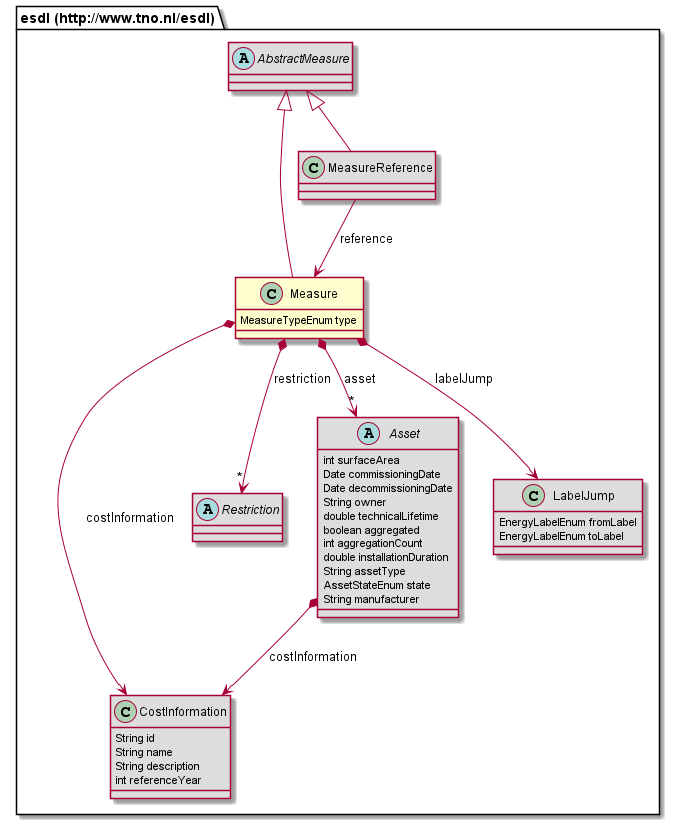 esdl (http://www.tno.nl/esdl)
A AbstractMeasure
C MeasureReference
reference
C Measure
MeasureTypeEnum type
restriction
asset
labelJump
*
*
costInformation
A Restriction
A Asset
int surfaceArea
Date commissioningDate
Date decommissioningDate
String owner
double technicalLifetime
boolean aggregated
int aggregationCount
double installationDuration
String assetType
AssetStateEnum state
String manufacturer
C LabelJump
EnergyLabelEnum fromLabel
EnergyLabelEnum toLabel
costInformation
C CostInformation
String id
String name
String description
int referenceYear